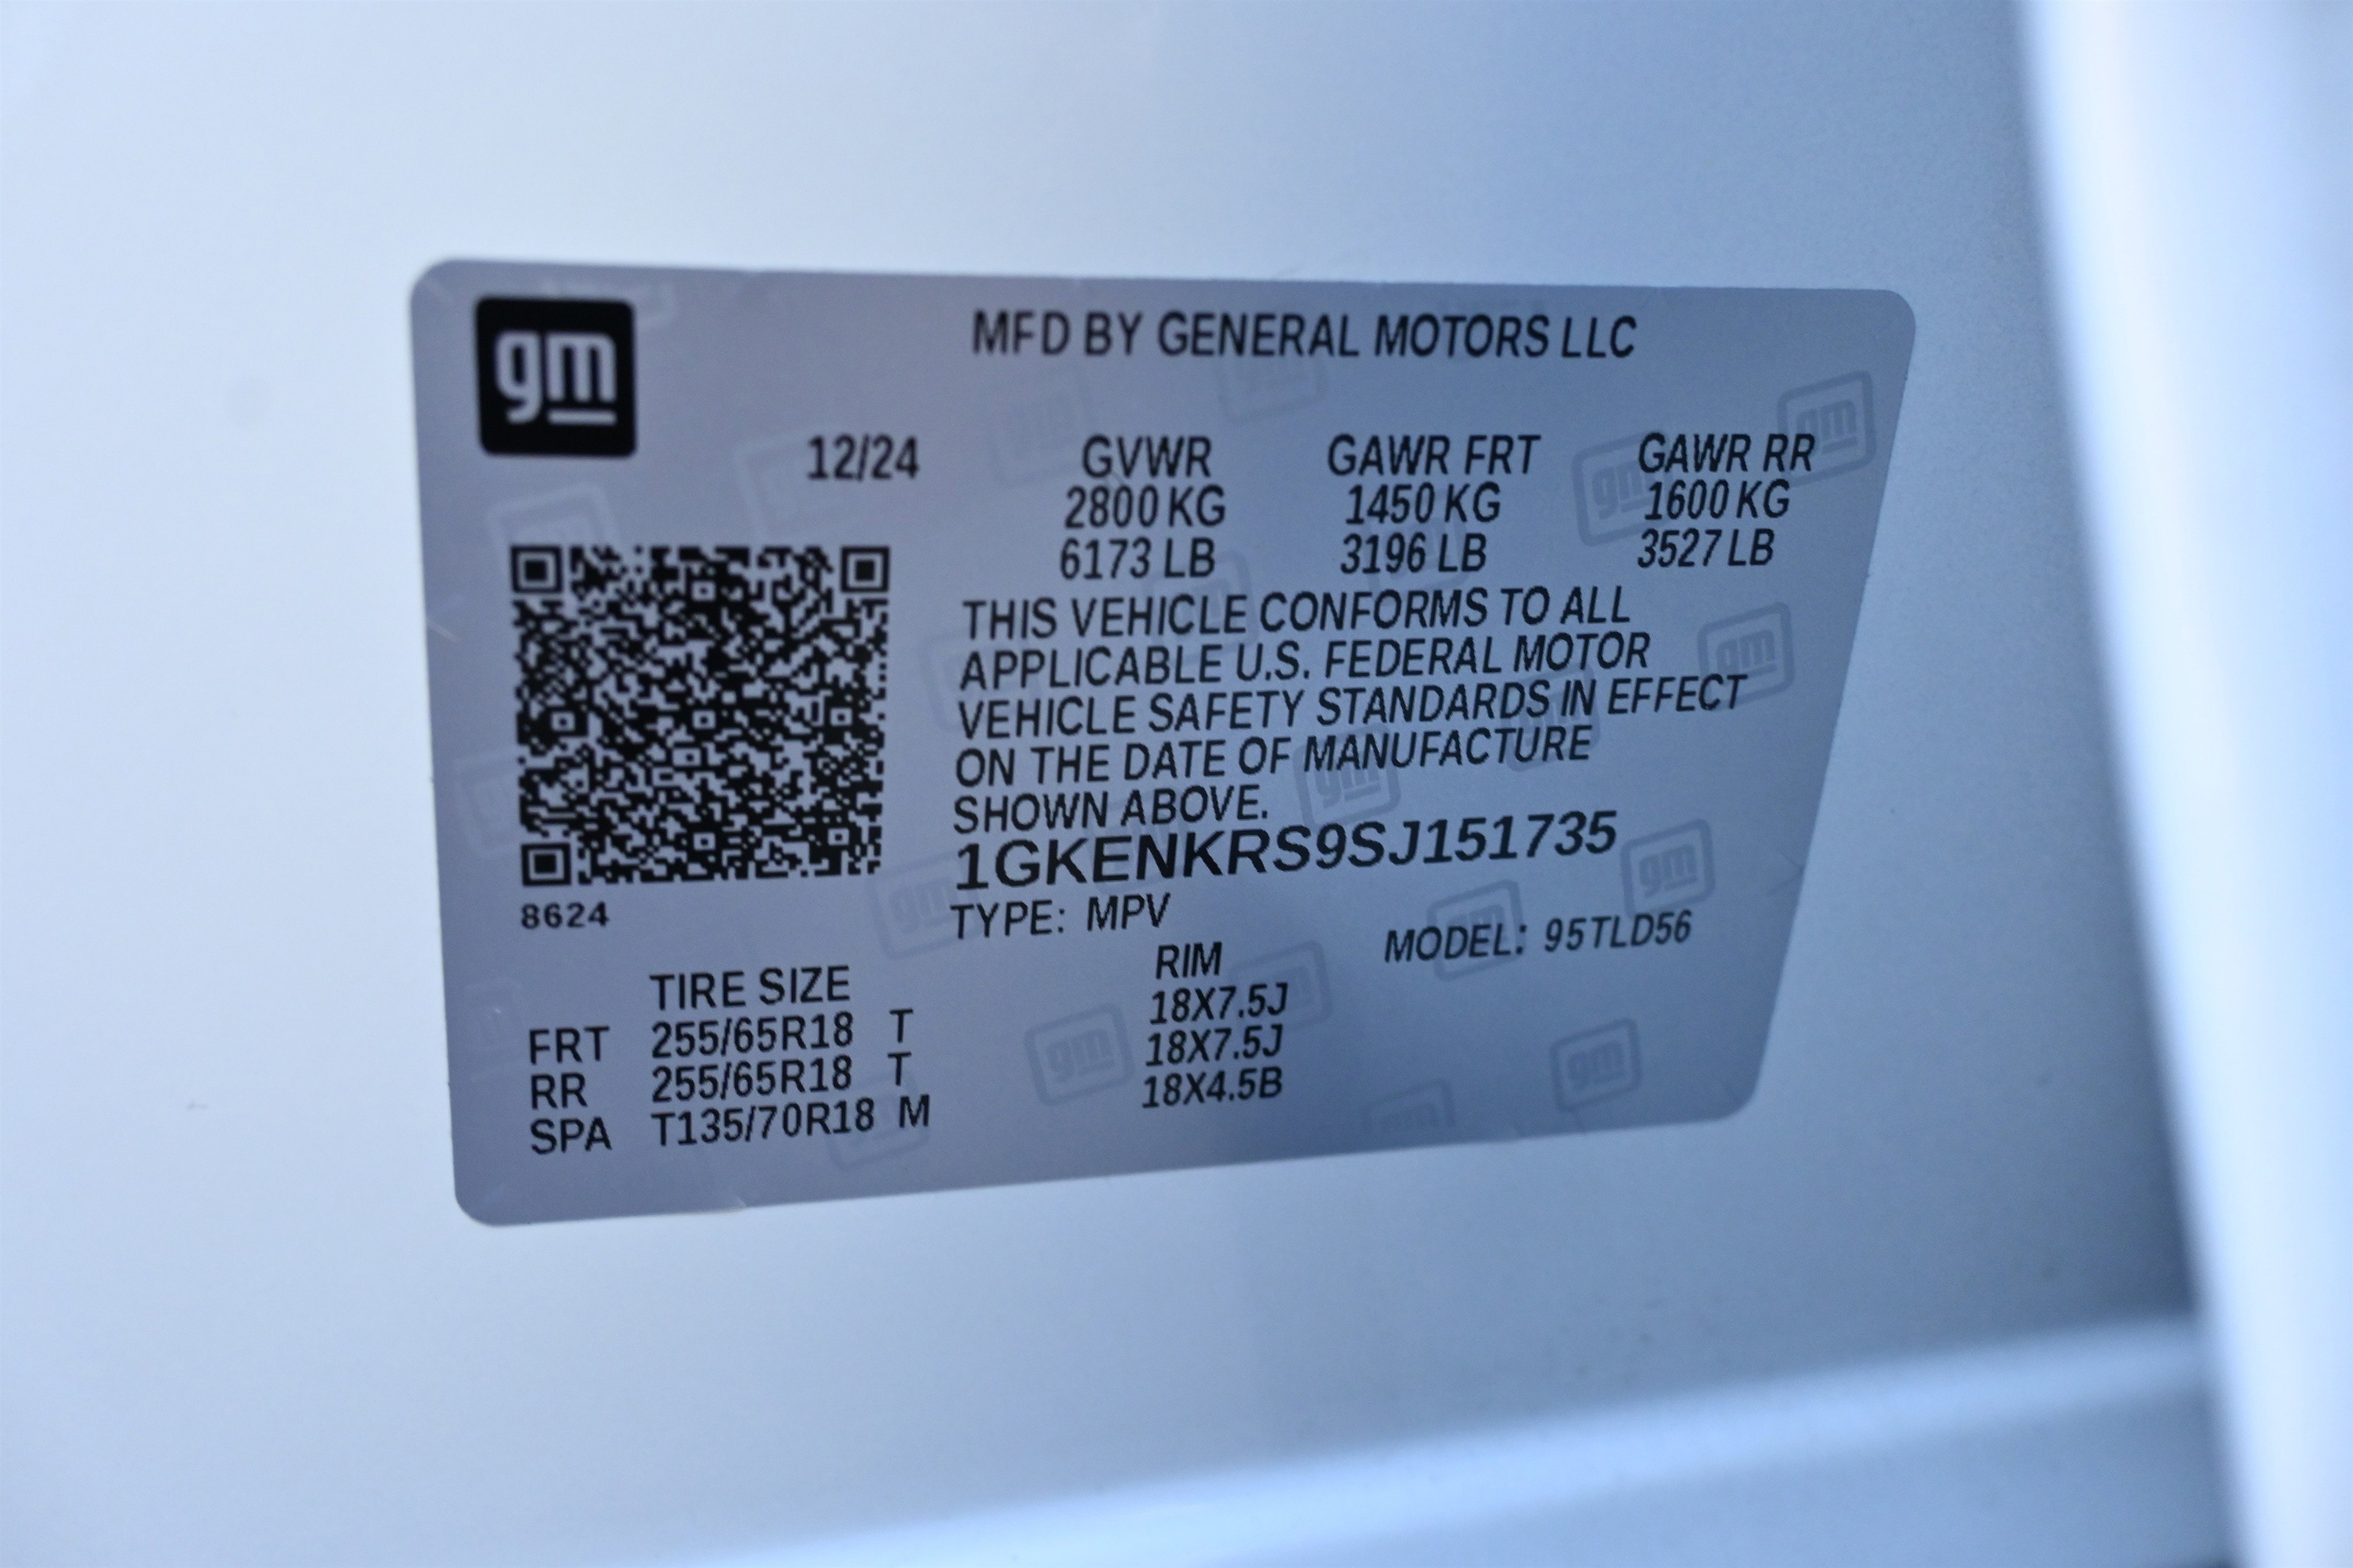 gm
MFD BY GENERAL MOTORS LLC
12/24 GVWR GAWR FRT GAWR RR
2800 KG 1450 KG 1600 KG
6173 LB 3196 LB 3527 LB
THIS VEHICLE CONFORMS TO ALL
APPLICABLE U.S. FEDERAL MOTOR
VEHICLE SAFETY STANDARDS IN EFFECT
ON THE DATE OF MANUFACTURE
SHOWN ABOVE.
1GKENKRS9SJ151735
8624
TYPE: MPV MODEL: 95TLD56
TIRE SIZE RIM
FRT 255/65R18 T 18X7.5J
RR 255/65R18 T 18X7.5J
SPA T135/70R18 M 18X4.5B